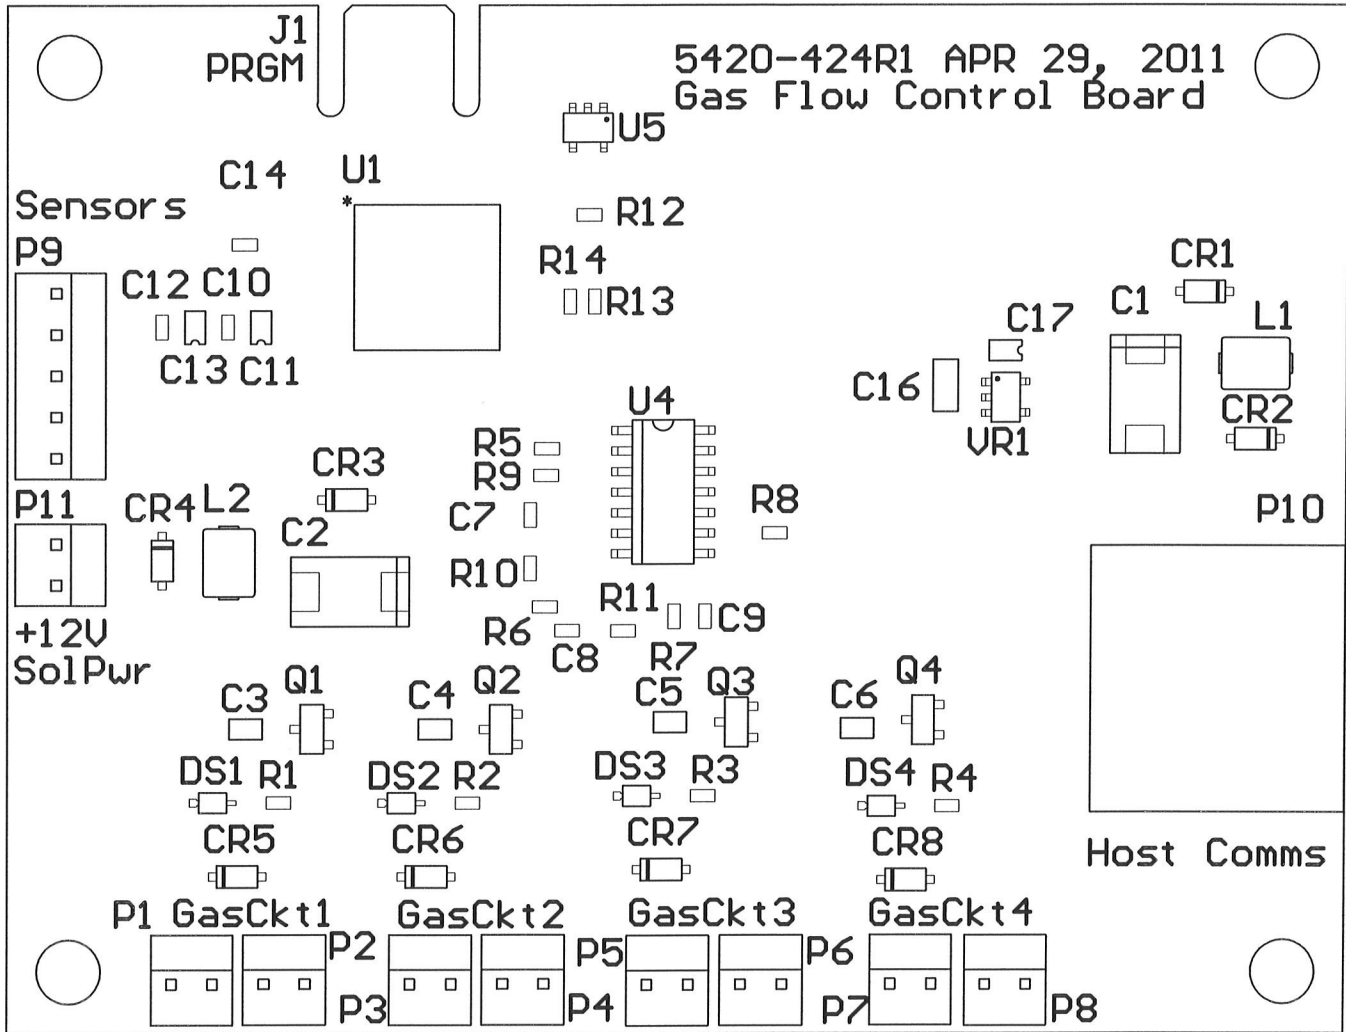 J1
PRGM
5420-424R1 APR 29, 2011
Gas Flow Control Board
U5
C14
U1
*
Sensors
R12
P9
R14
CR1
C12 C10
R13
C1
C17
L1
C13 C11
C16
U4
CR2
VR1
R5
CR3
R9
P11
CR4
L2
R8
P10
C7
C2
R10
R11
C9
+12V
R6
C8
R7
SolPwr
C3
Q1
C4
Q2
C5
Q3
C6
Q4
DS1
R1
DS2
R2
DS3
R3
DS4
R4
CR5
CR6
CR7
CR8
Host Comms
P1
GasCkt1
GasCkt2
GasCkt3
GasCkt4
P2
P5
P6
P3
P4
P7
P8